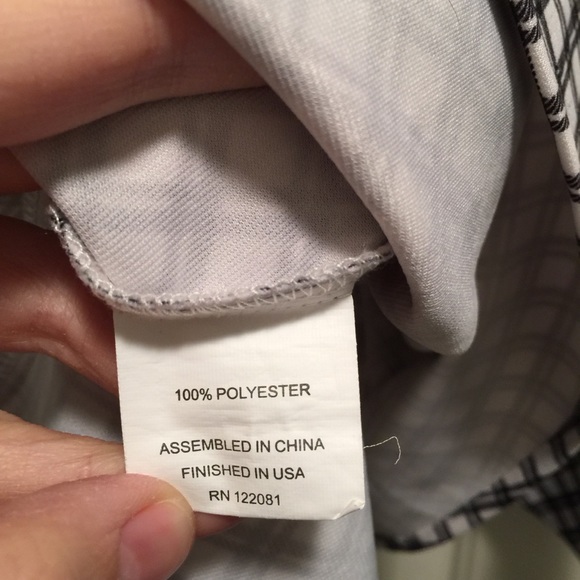 100% POLYESTER
ASSEMBLED IN CHINA
FINISHED IN USA
RN 122081